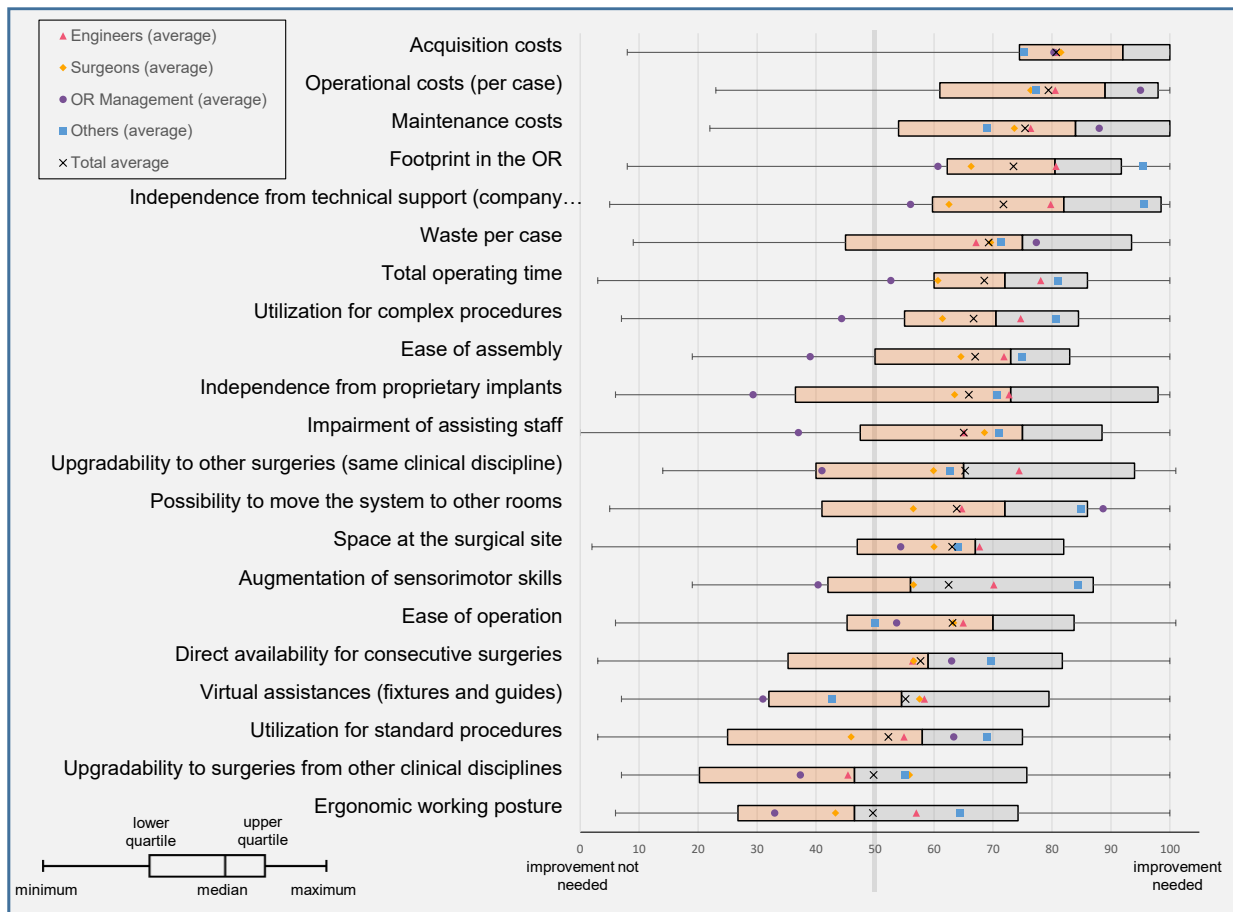 Engineers (average)
Surgeons (average)
OR Management (average)
Others (average)
Total average
Acquisition costs
Operational costs (per case)
Maintenance costs
Footprint in the OR
Independence from technical support (company…
Waste per case
Total operating time
Utilization for complex procedures
Ease of assembly
Independence from proprietary implants
Impairment of assisting staff
Upgradability to other surgeries (same clinical discipline)
Possibility to move the system to other rooms
Space at the surgical site
Augmentation of sensorimotor skills
Ease of operation
Direct availability for consecutive surgeries
Virtual assistances (fixtures and guides)
Utilization for standard procedures
Upgradability to surgeries from other clinical disciplines
Ergonomic working posture
0 10 20 30 40 50 60 70 80 90 100
improvement not
needed
improvement
needed
lower
quartile
upper
quartile
minimum
median
maximum